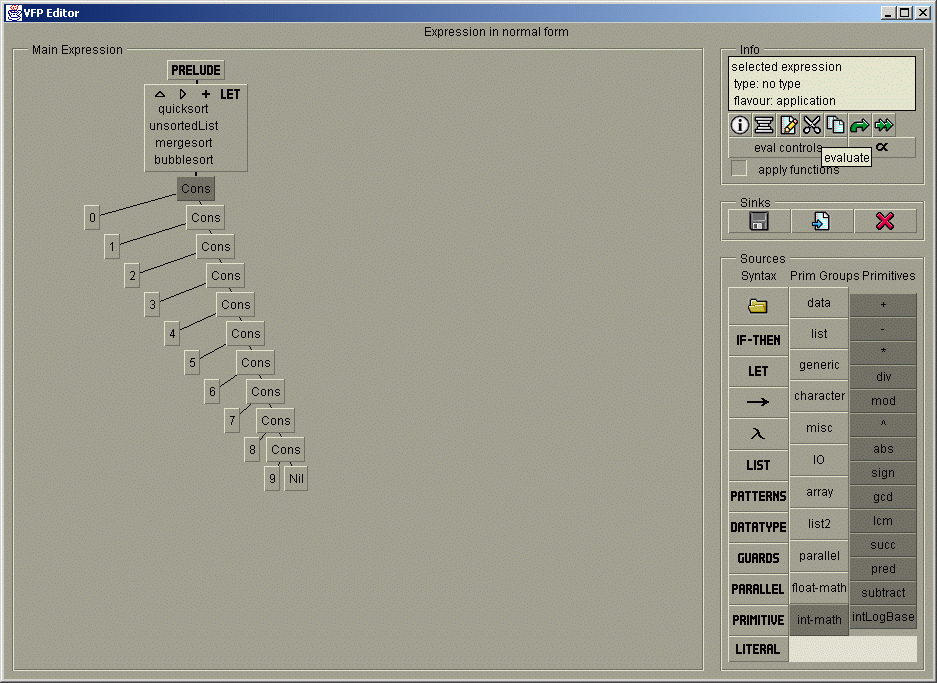 VFP Editor
Expression in normal form
Main Expression
PRELUDE
+ LET
quicksort
unsortedList
mergesort
bubblesort
Cons
0 Cons
1 Cons
2 Cons
3 Cons
4 Cons
5 Cons
6 Cons
7 Cons
8 Cons
9 Nil
Info
selected expression
type: no type
flavour: application
eval controls α
evaluate
apply functions
Sinks
Sources
Syntax Prim Groups Primitives
IF-THEN
LET
→
λ
LIST
PATTERNS
DATATYPE
GUARDS
PARALLEL
PRIMITIVE
LITERAL
data
list
generic
character
misc
IO
array
list2
parallel
float-math
int-math
+
-
*
div
mod
^
abs
sign
gcd
lcm
succ
pred
subtract
intLogBase